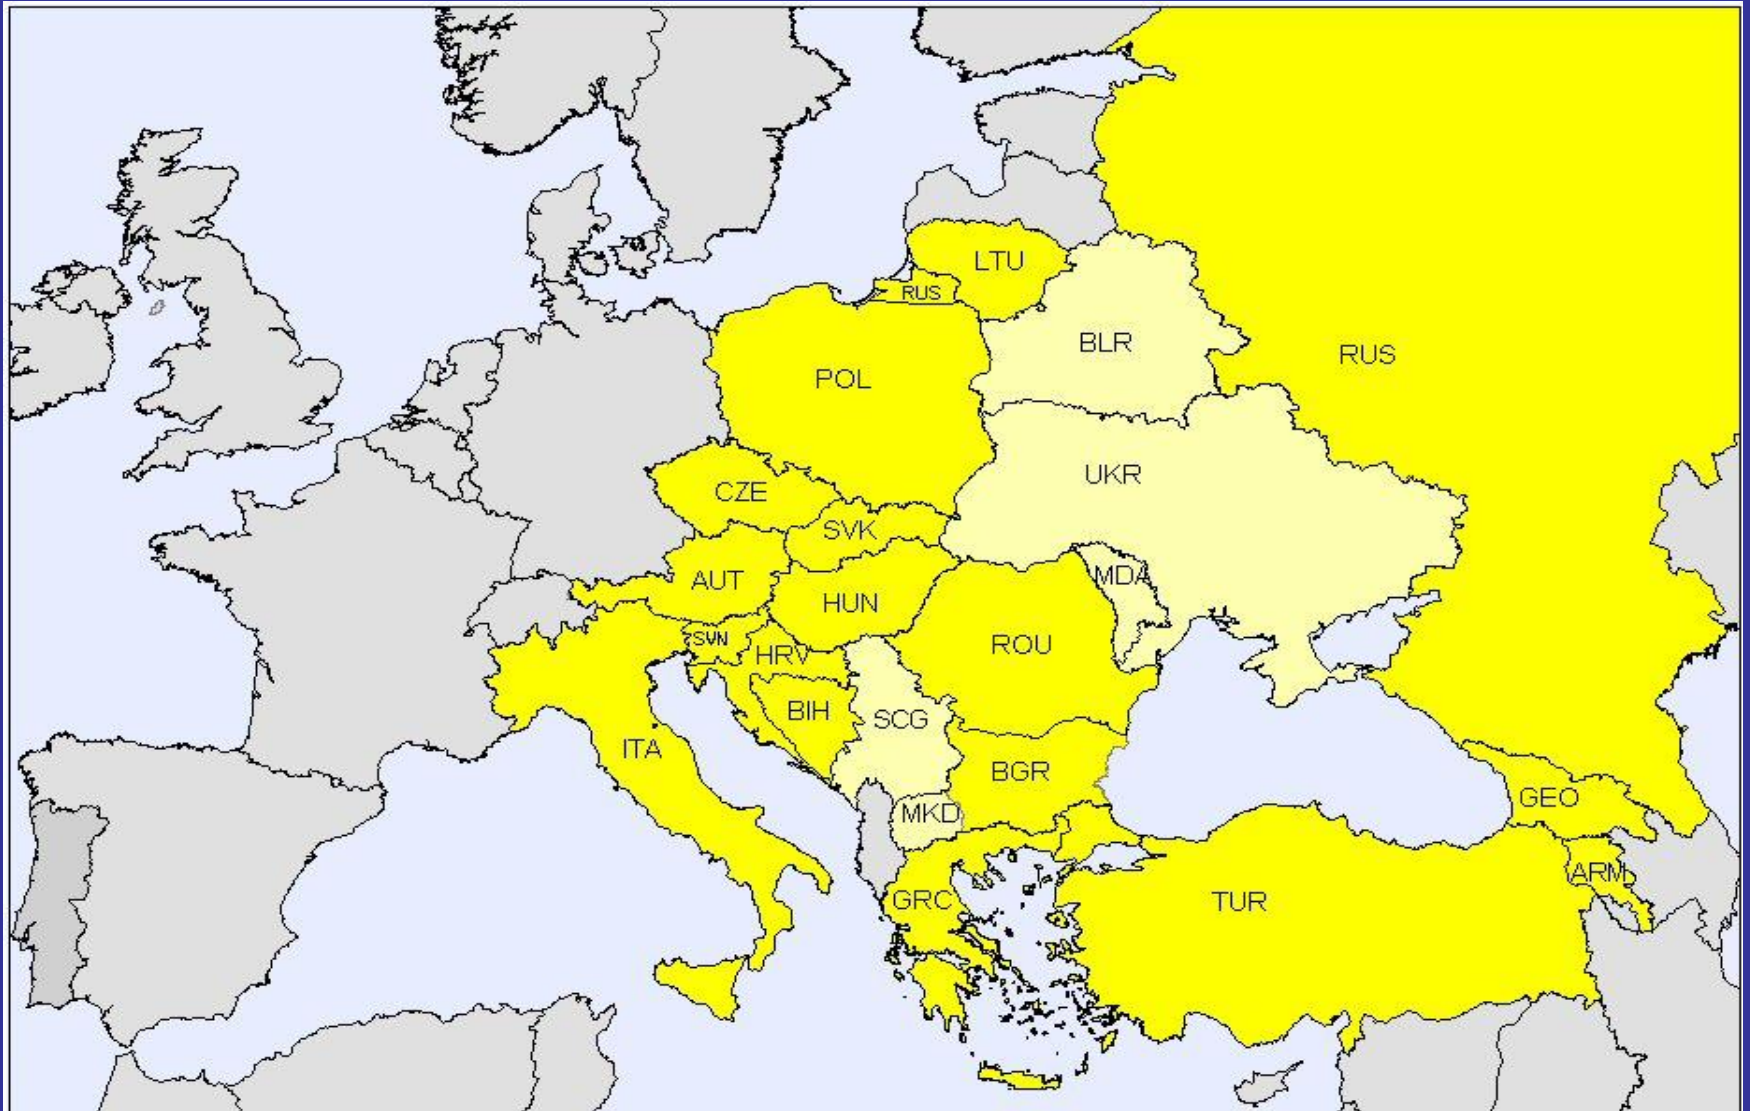 LTU
RUS
BLR
RUS
POL
UKR
CZE
SVK
AUT
MDA
HUN
SVN
ROU
HRV
BIH
SCG
ITA
BGR
GEO
MKD
ARM
GRC
TUR